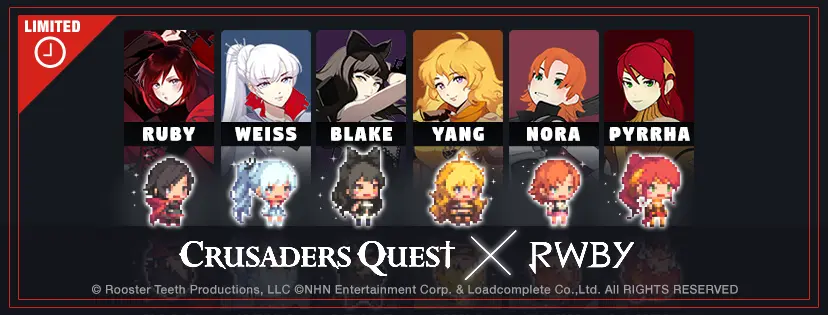 LIMITED
RUBY WEISS BLAKE YANG NORA PYRRHA
CRUSADERS QUEST X RWBY
© Rooster Teeth Productions, LLC ©NHN Entertainment Corp. & Loadcomplete Co.,Ltd. All RIGHTS RESERVED